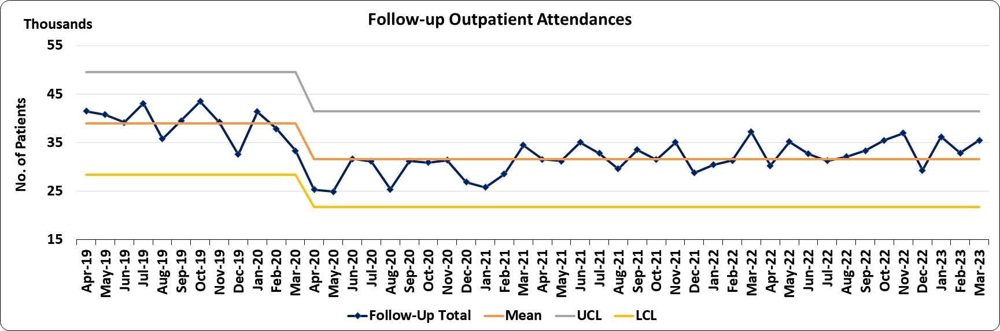 Follow-up Outpatient Attendances
Thousands
No. of Patients
55
45
35
25
15
Apr-19
May-19
Jun-19
Jul-19
Aug-19
Sep-19
Oct-19
Nov-19
Dec-19
Jan-20
Feb-20
Mar-20
Apr-20
May-20
Jun-20
Jul-20
Aug-20
Sep-20
Oct-20
Nov-20
Dec-20
Jan-21
Feb-21
Mar-21
Apr-21
May-21
Jun-21
Jul-21
Aug-21
Sep-21
Oct-21
Nov-21
Dec-21
Jan-22
Feb-22
Mar-22
Apr-22
May-22
Jun-22
Jul-22
Aug-22
Sep-22
Oct-22
Nov-22
Dec-22
Jan-23
Feb-23
Mar-23
Follow-Up Total
Mean
UCL
LCL